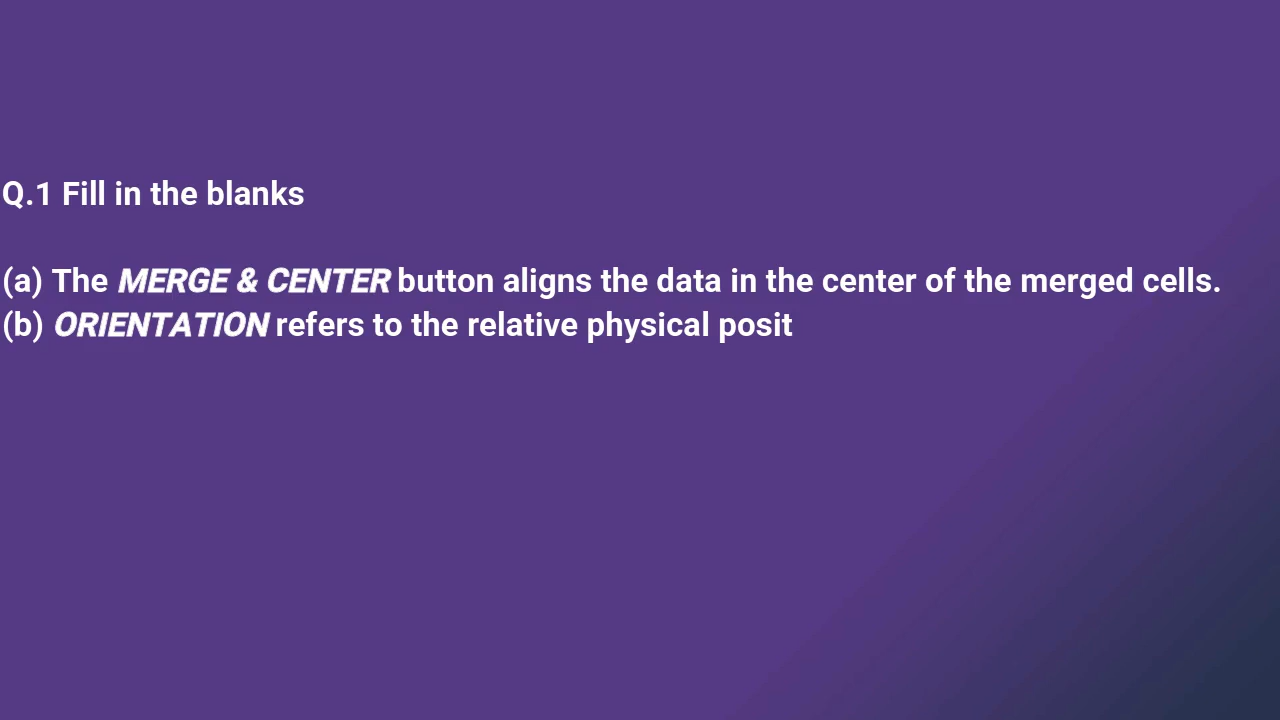 Q.1 Fill in the blanks
(a) The MERGE & CENTER button aligns the data in the center of the merged cells.
(b) ORIENTATION refers to the relative physical posit